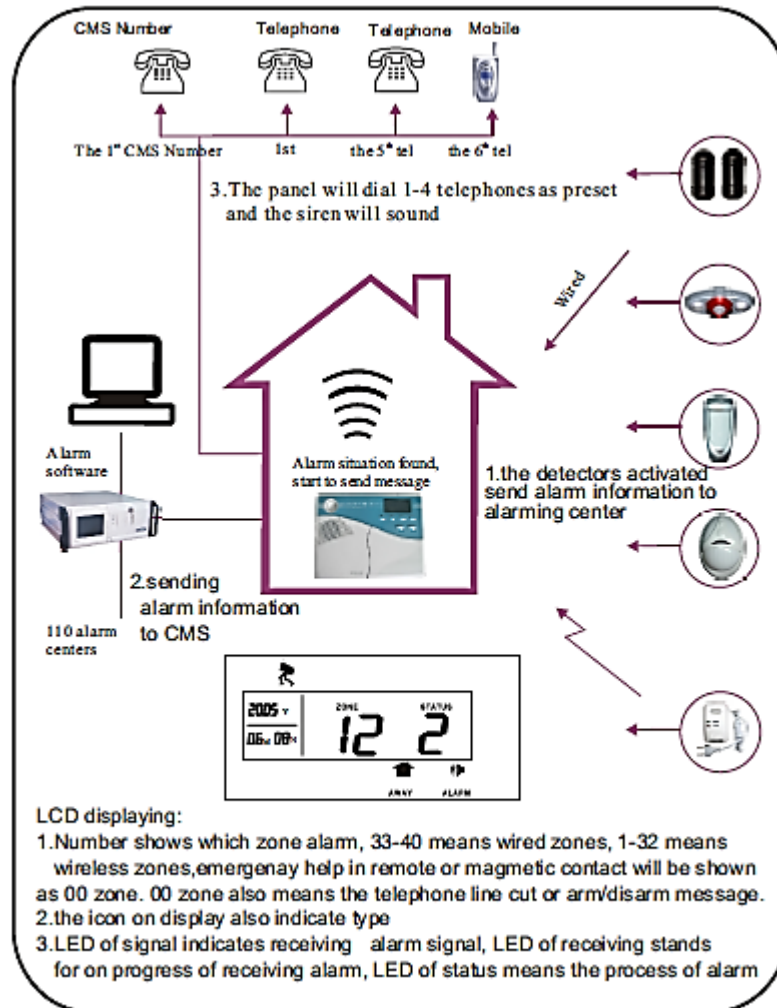 CMS Number Telephone Telephone Mobile
The 1st CMS Number 1st the 5th tel the 6th tel
3.The panel will dial 1-4 telephones as preset
and the siren will sound
Wired
Alarm
software
Alarm situation found,
start to send message
1.the detectors activated
send alarm information to
alarming center
2.sending
alarm information
to CMS
110 alarm
centers
ZONE STATUS
2005 Y
06M 08D
12 2
AWAY ALARM
LCD displaying:
1.Number shows which zone alarm, 33-40 means wired zones, 1-32 means
wireless zones,emergenay help in remote or magmetic contact will be shown
as 00 zone. 00 zone also means the telephone line cut or arm/disarm message.
2.the icon on display also indicate type
3.LED of signal indicates receiving alarm signal, LED of receiving stands
for on progress of receiving alarm, LED of status means the process of alarm